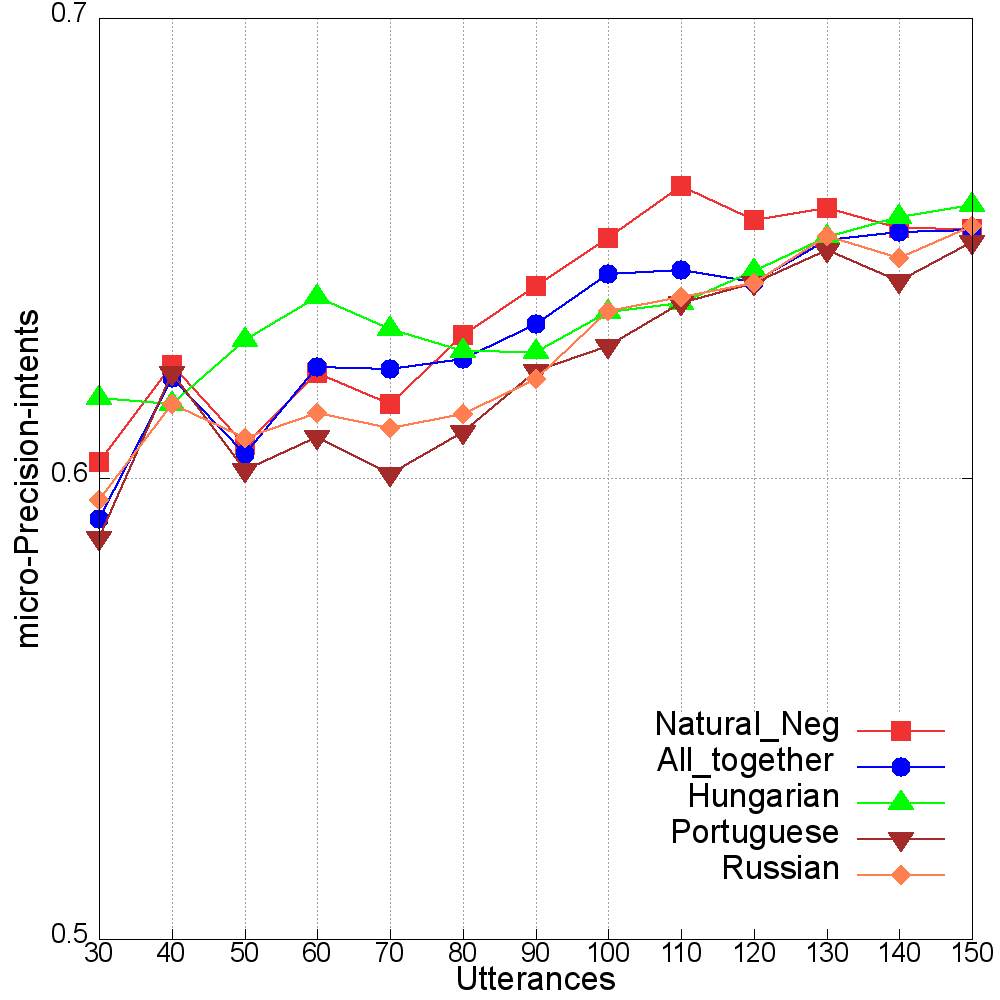 0.7
0.6
0.5
micro-Precision-intents
30 40 50 60 70 80 90 100 110 120 130 140 150
Utterances
Natural_Neg
All_together
Hungarian
Portuguese
Russian